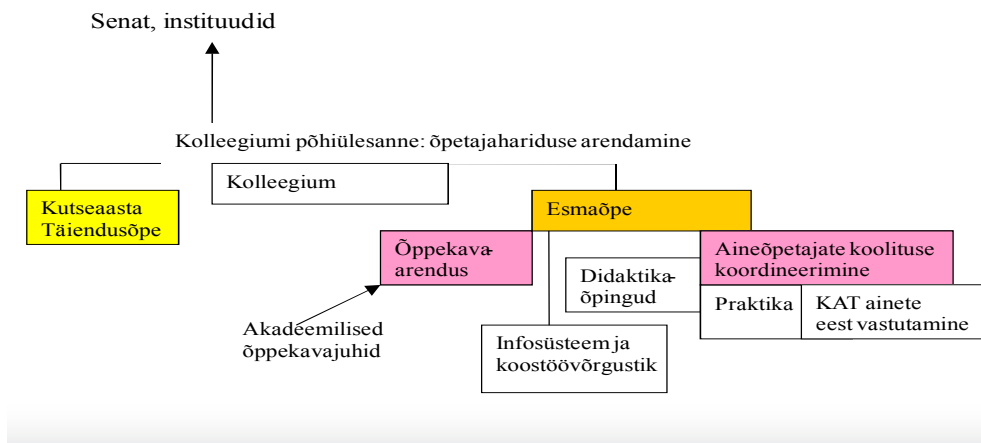 Senat, instituudid
Kolleegiumi põhiülesanne: õpetajahariduse arendamine
Kolleegium
Kutseaasta
Täiendusõpe
Esmaõpe
Õppekava-
arendus
Aineõpetajate koolituse
koordineerimine
Didaktika-
õpingud
Praktika
KAT ainete
eest vastutamine
Akadeemilised
õppekavajuhid
Infosüsteem ja
koostöövõrgustik